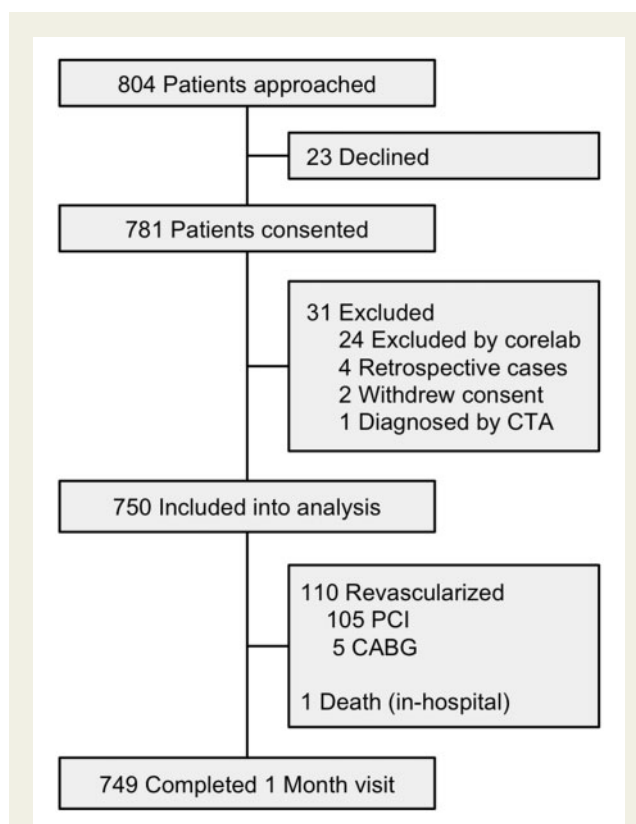 804 Patients approached
23 Declined
781 Patients consented
31 Excluded
24 Excluded by corelab
4 Retrospective cases
2 Withdrew consent
1 Diagnosed by CTA
750 Included into analysis
110 Revascularized
105 PCI
5 CABG
1 Death (in-hospital)
749 Completed 1 Month visit